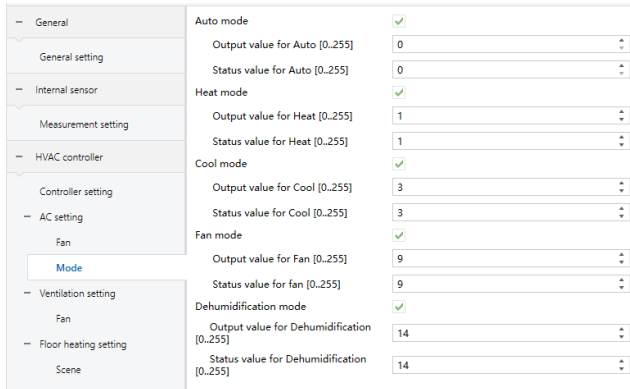 General
General setting
Internal sensor
Measurement setting
HVAC controller
Controller setting
AC setting
Fan
Mode
Ventilation setting
Fan
Floor heating setting
Scene
Auto mode
Output value for Auto [0..255] 0
Status value for Auto [0..255] 0
Heat mode
Output value for Heat [0..255] 1
Status value for Heat [0..255] 1
Cool mode
Output value for Cool [0..255] 3
Status value for Cool [0..255] 3
Fan mode
Output value for Fan [0..255] 9
Status value for fan [0..255] 9
Dehumidification mode
Output value for Dehumidification
[0..255] 14
Status value for Dehumidification
[0..255] 14